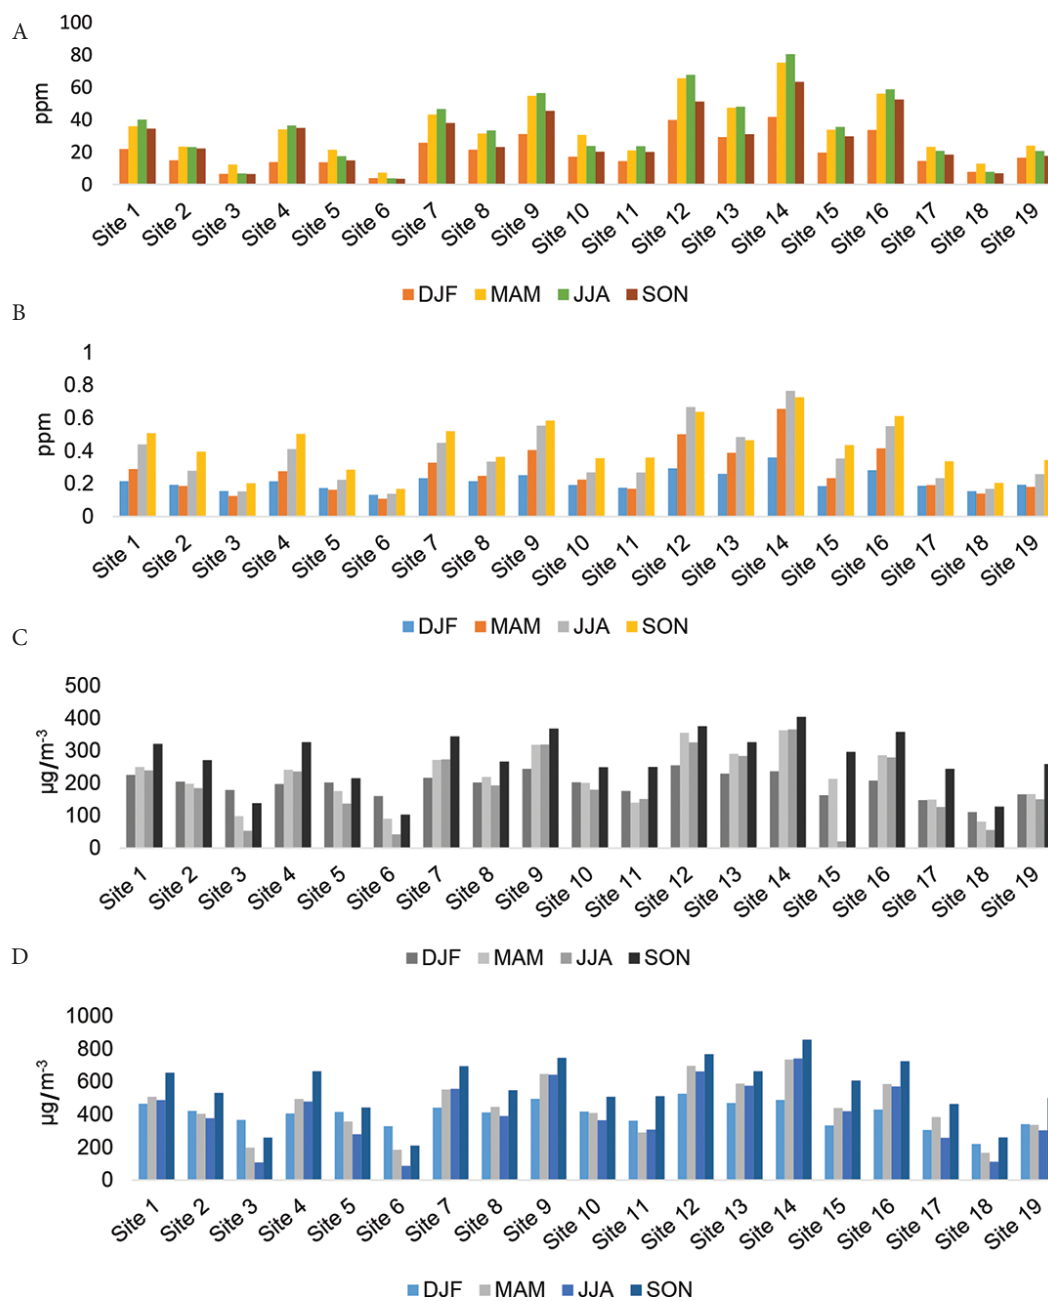 A
100
80
60
40
20
0
ppm
Site 1 Site 2 Site 3 Site 4 Site 5 Site 6 Site 7 Site 8 Site 9 Site 10 Site 11 Site 12 Site 13 Site 14 Site 15 Site 16 Site 17 Site 18 Site 19
DJF MAM JJA SON
B
1
0.8
0.6
0.4
0.2
0
ppm
Site 1 Site 2 Site 3 Site 4 Site 5 Site 6 Site 7 Site 8 Site 9 Site 10 Site 11 Site 12 Site 13 Site 14 Site 15 Site 16 Site 17 Site 18 Site 19
DJF MAM JJA SON
C
500
400
300
200
100
0
µg/m⁻³
Site 1 Site 2 Site 3 Site 4 Site 5 Site 6 Site 7 Site 8 Site 9 Site 10 Site 11 Site 12 Site 13 Site 14 Site 15 Site 16 Site 17 Site 18 Site 19
DJF MAM JJA SON
D
1000
800
600
400
200
0
µg/m⁻³
Site 1 Site 2 Site 3 Site 4 Site 5 Site 6 Site 7 Site 8 Site 9 Site 10 Site 11 Site 12 Site 13 Site 14 Site 15 Site 16 Site 17 Site 18 Site 19
DJF MAM JJA SON